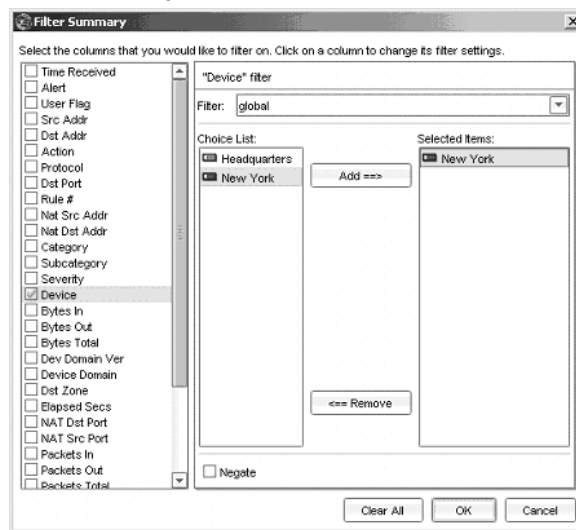 Filter Summary
Select the columns that you would like to filter on. Click on a column to change its filter settings.
Time Received
Alert
User Flag
Src Addr
Dst Addr
Action
Protocol
Dst Port
Rule #
Nat Src Addr
Nat Dst Addr
Category
Subcategory
Severity
Device
Bytes In
Bytes Out
Bytes Total
Dev Domain Ver
Device Domain
Dst Zone
Elapsed Secs
NAT Dst Port
NAT Src Port
Packets In
Packets Out
Packets Total
"Device" filter
Filter: global
Choice List:
Headquarters
New York
Add ==>
<== Remove
Selected Items:
New York
Negate
Clear All
OK
Cancel